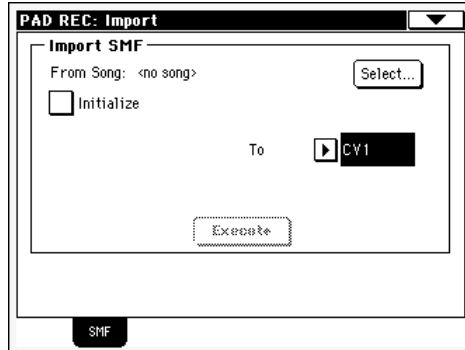 PAD REC: Import
Import SMF
From Song: <no song>
Select...
Initialize
To
CV1
Execute
SMF